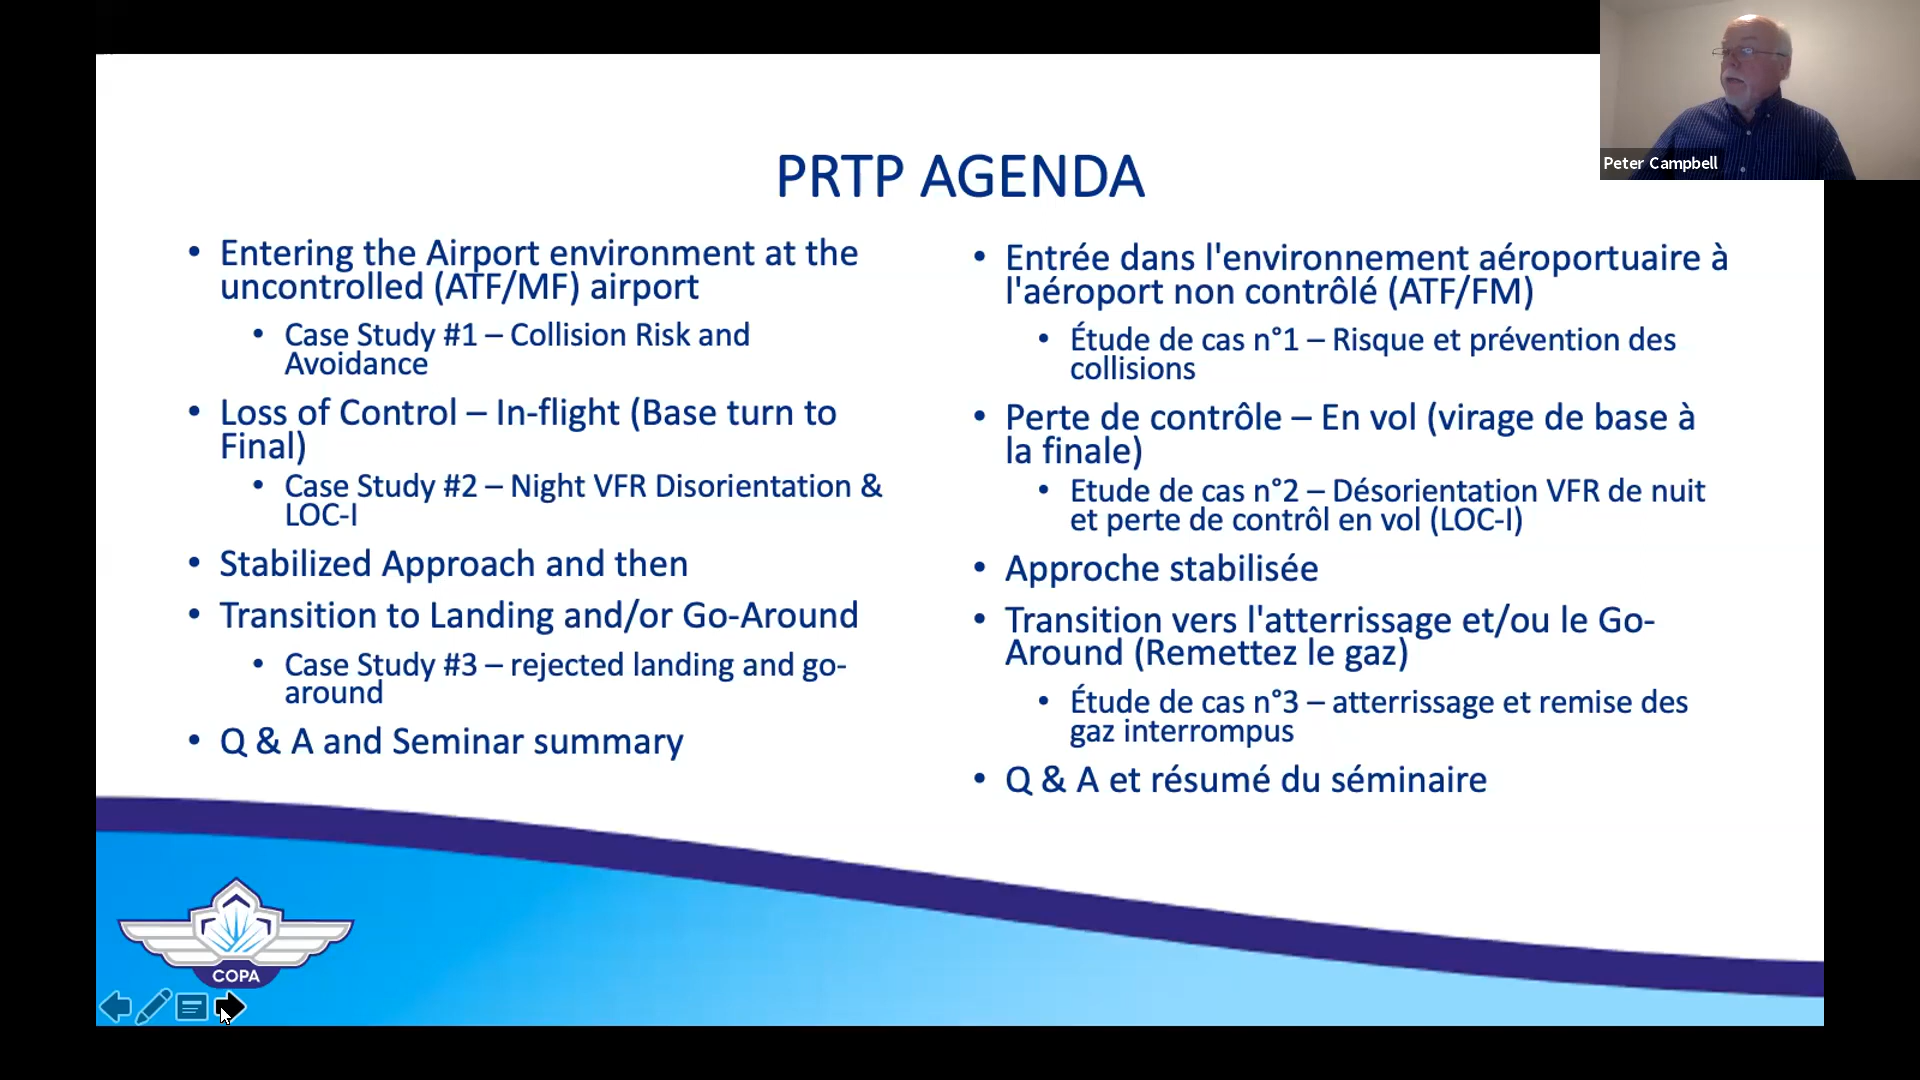 PRTP AGENDA
• Entering the Airport environment at the
uncontrolled (ATF/MF) airport
• Case Study #1 – Collision Risk and
Avoidance
• Loss of Control – In-flight (Base turn to
Final)
• Case Study #2 – Night VFR Disorientation &
LOC-I
• Stabilized Approach and then
• Transition to Landing and/or Go-Around
• Case Study #3 – rejected landing and go-
around
• Q & A and Seminar summary
• Entrée dans l'environnement aéroportuaire à
l'aéroport non contrôlé (ATF/FM)
• Étude de cas n°1 – Risque et prévention des
collisions
• Perte de contrôle – En vol (virage de base à
la finale)
• Etude de cas n°2 – Désorientation VFR de nuit
et perte de contrôl en vol (LOC-I)
• Approche stabilisée
• Transition vers l'atterrissage et/ou le Go-
Around (Remettez le gaz)
• Étude de cas n°3 – atterrissage et remise des
gaz interrompus
• Q & A et résumé du séminaire
COPA
Peter Campbell